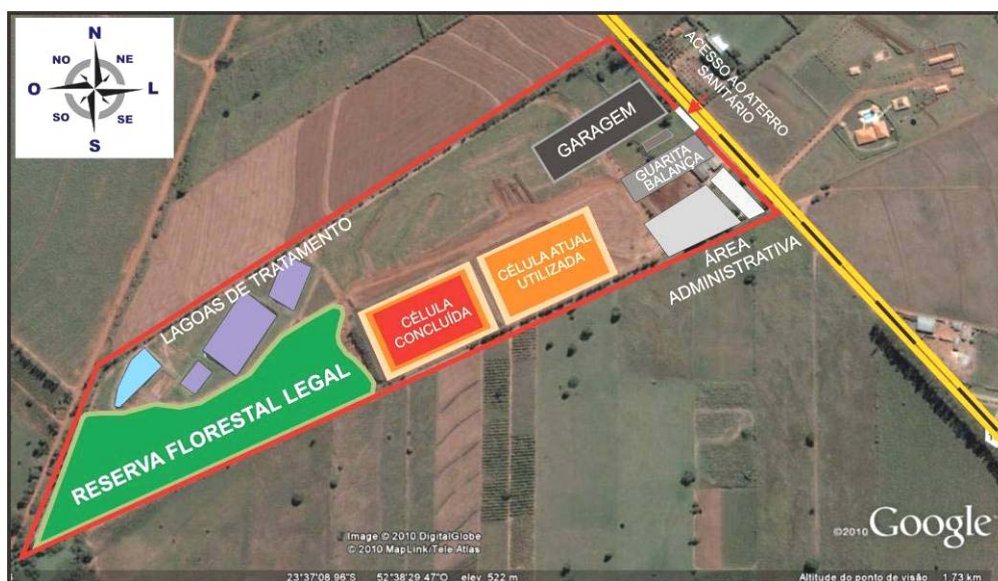 N
NO
NE
O
L
SO
SE
S
ACESSO AO ATERRO
SANITÁRIO
GARAGEM
GUARITA
BALANÇA
ÁREA
ADMINISTRATIVA
LAGOAS DE TRATAMENTO
CÉLULA ATUAL
UTILIZADA
CÉLULA
CONCLUÍDA
RESERVA FLORESTAL LEGAL
Image © 2010 DigitalGlobe
© 2010 MapLink/Tele Atlas
©2010 Google
23°37'08.96"S 52°38'29.47"O elev 522 m
Altitude do ponto de visão 1.73 km